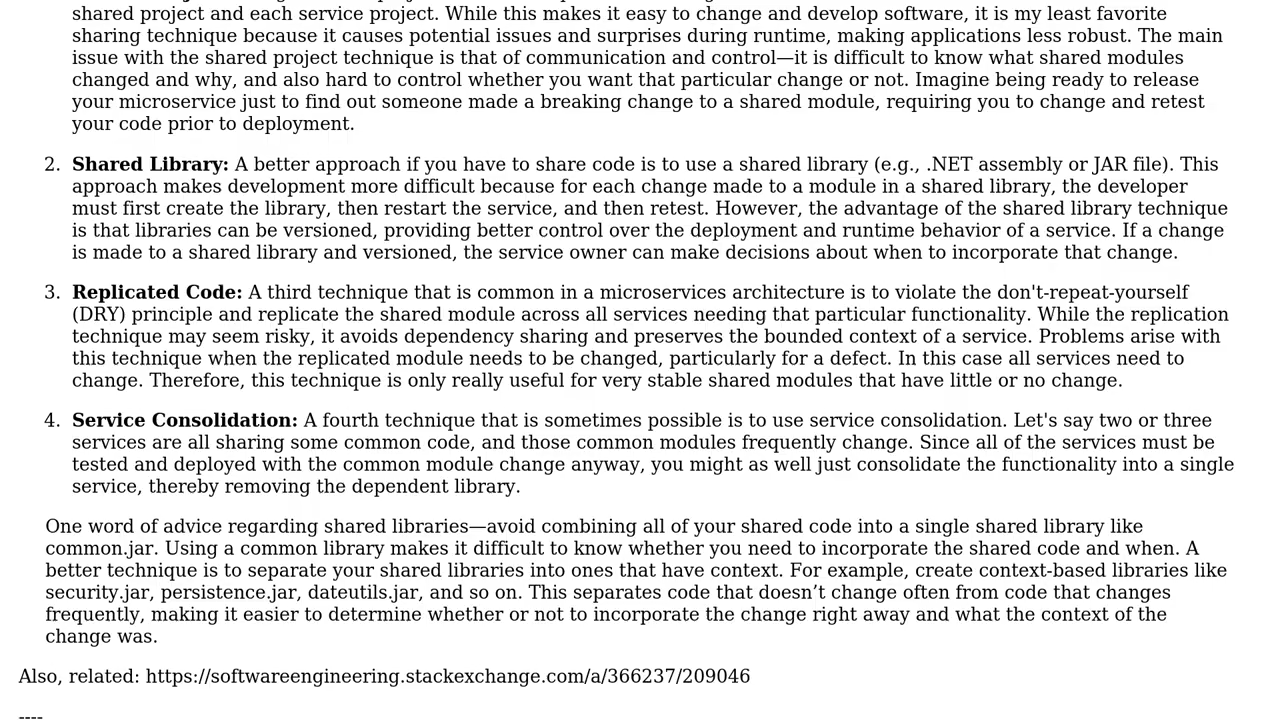 shared project and each service project. While this makes it easy to change and develop software, it is my least favorite
sharing technique because it causes potential issues and surprises during runtime, making applications less robust. The main
issue with the shared project technique is that of communication and control—it is difficult to know what shared modules
changed and why, and also hard to control whether you want that particular change or not. Imagine being ready to release
your microservice just to find out someone made a breaking change to a shared module, requiring you to change and retest
your code prior to deployment.
2. Shared Library: A better approach if you have to share code is to use a shared library (e.g., .NET assembly or JAR file). This
approach makes development more difficult because for each change made to a module in a shared library, the developer
must first create the library, then restart the service, and then retest. However, the advantage of the shared library technique
is that libraries can be versioned, providing better control over the deployment and runtime behavior of a service. If a change
is made to a shared library and versioned, the service owner can make decisions about when to incorporate that change.
3. Replicated Code: A third technique that is common in a microservices architecture is to violate the don't-repeat-yourself
(DRY) principle and replicate the shared module across all services needing that particular functionality. While the replication
technique may seem risky, it avoids dependency sharing and preserves the bounded context of a service. Problems arise with
this technique when the replicated module needs to be changed, particularly for a defect. In this case all services need to
change. Therefore, this technique is only really useful for very stable shared modules that have little or no change.
4. Service Consolidation: A fourth technique that is sometimes possible is to use service consolidation. Let's say two or three
services are all sharing some common code, and those common modules frequently change. Since all of the services must be
tested and deployed with the common module change anyway, you might as well just consolidate the functionality into a single
service, thereby removing the dependent library.
One word of advice regarding shared libraries—avoid combining all of your shared code into a single shared library like
common.jar. Using a common library makes it difficult to know whether you need to incorporate the shared code and when. A
better technique is to separate your shared libraries into ones that have context. For example, create context-based libraries like
security.jar, persistence.jar, dateutils.jar, and so on. This separates code that doesn’t change often from code that changes
frequently, making it easier to determine whether or not to incorporate the change right away and what the context of the
change was.
Also, related: https://softwareengineering.stackexchange.com/a/366237/209046
----